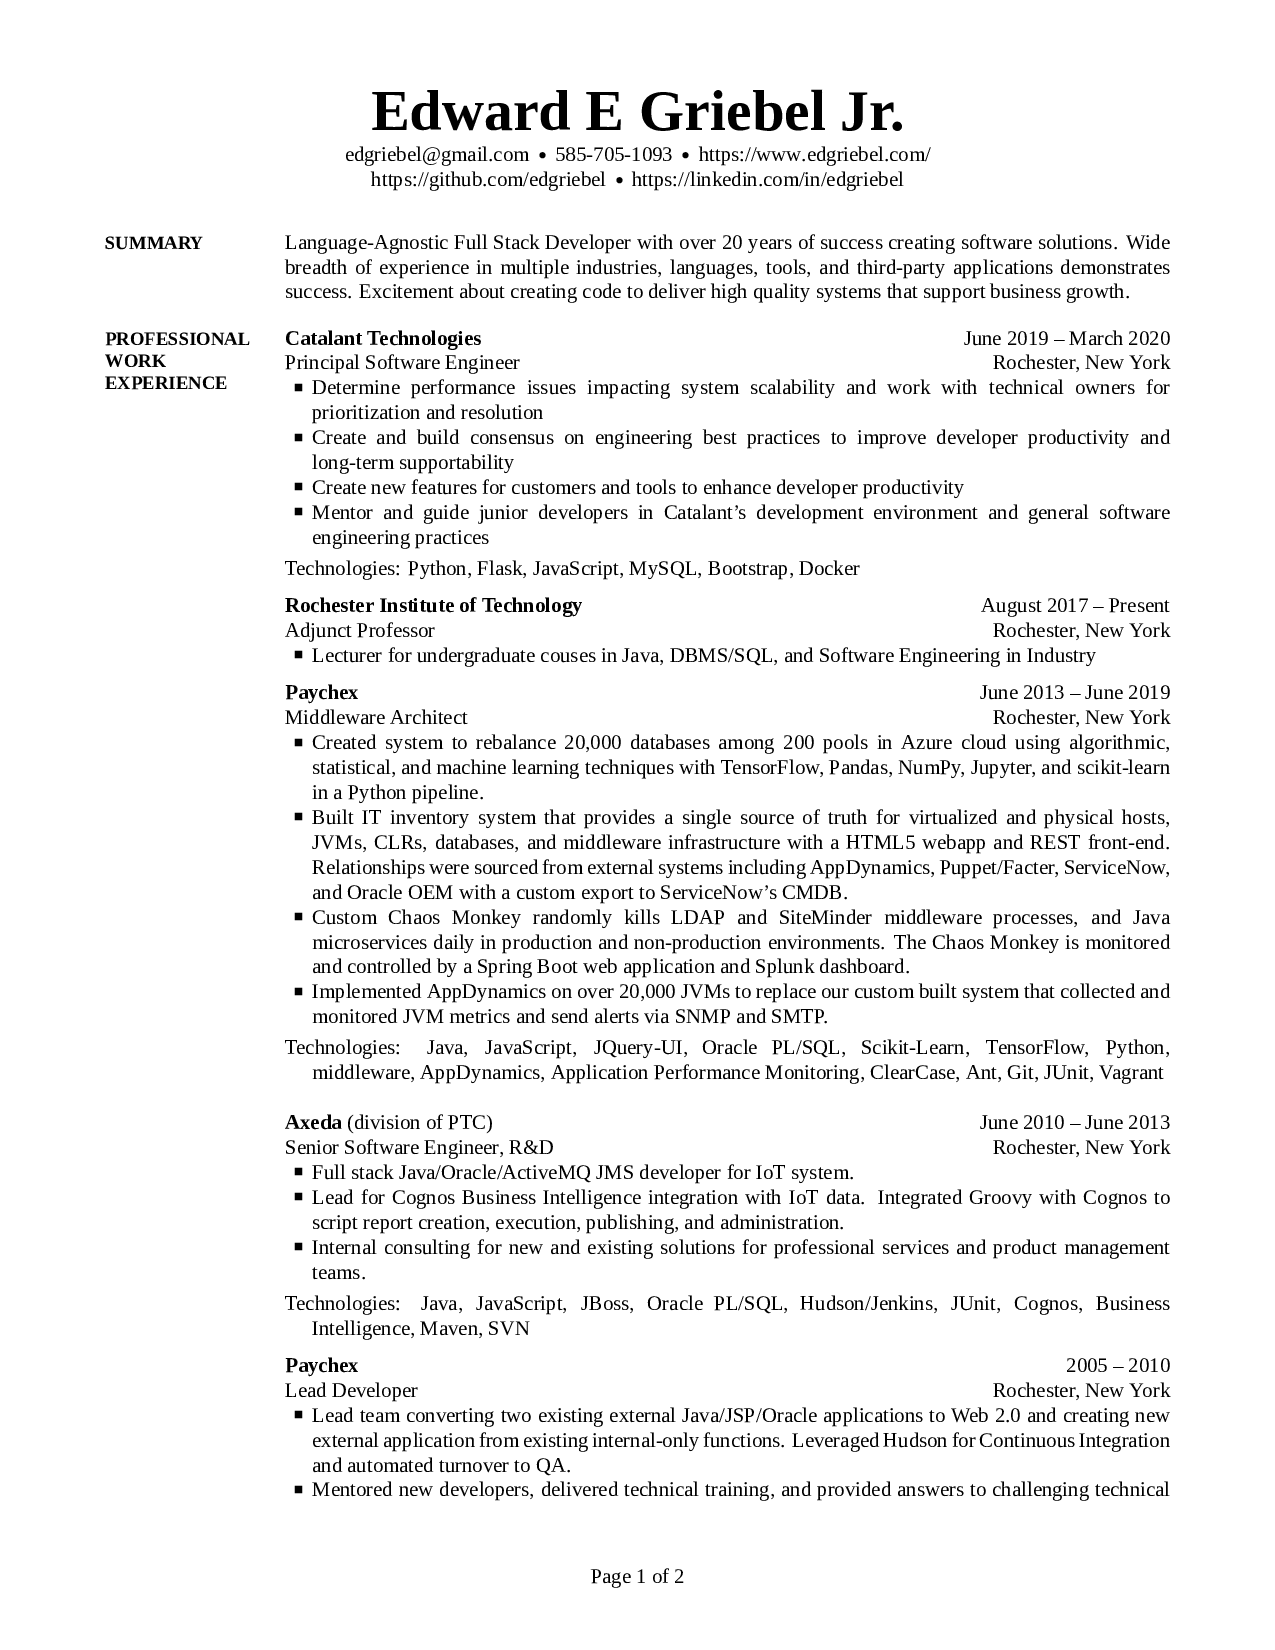 Edward E Griebel Jr.
edgriebel@gmail.com • 585-705-1093 • https://www.edgriebel.com/
https://github.com/edgriebel • https://linkedin.com/in/edgriebel
SUMMARY
Language-Agnostic Full Stack Developer with over 20 years of success creating software solutions. Wide
breadth of experience in multiple industries, languages, tools, and third-party applications demonstrates
success. Excitement about creating code to deliver high quality systems that support business growth.
PROFESSIONAL
WORK
EXPERIENCE
Catalant Technologies June 2019 – March 2020
Principal Software Engineer Rochester, New York
▪ Determine performance issues impacting system scalability and work with technical owners for
prioritization and resolution
▪ Create and build consensus on engineering best practices to improve developer productivity and
long-term supportability
▪ Create new features for customers and tools to enhance developer productivity
▪ Mentor and guide junior developers in Catalant’s development environment and general software
engineering practices
Technologies: Python, Flask, JavaScript, MySQL, Bootstrap, Docker
Rochester Institute of Technology August 2017 – Present
Adjunct Professor Rochester, New York
▪ Lecturer for undergraduate couses in Java, DBMS/SQL, and Software Engineering in Industry
Paychex June 2013 – June 2019
Middleware Architect Rochester, New York
▪ Created system to rebalance 20,000 databases among 200 pools in Azure cloud using algorithmic,
statistical, and machine learning techniques with TensorFlow, Pandas, NumPy, Jupyter, and scikit-learn
in a Python pipeline.
▪ Built IT inventory system that provides a single source of truth for virtualized and physical hosts,
JVMs, CLRs, databases, and middleware infrastructure with a HTML5 webapp and REST front-end.
Relationships were sourced from external systems including AppDynamics, Puppet/Facter, ServiceNow,
and Oracle OEM with a custom export to ServiceNow’s CMDB.
▪ Custom Chaos Monkey randomly kills LDAP and SiteMinder middleware processes, and Java
microservices daily in production and non-production environments. The Chaos Monkey is monitored
and controlled by a Spring Boot web application and Splunk dashboard.
▪ Implemented AppDynamics on over 20,000 JVMs to replace our custom built system that collected and
monitored JVM metrics and send alerts via SNMP and SMTP.
Technologies: Java, JavaScript, JQuery-UI, Oracle PL/SQL, Scikit-Learn, TensorFlow, Python,
middleware, AppDynamics, Application Performance Monitoring, ClearCase, Ant, Git, JUnit, Vagrant
Axeda (division of PTC) June 2010 – June 2013
Senior Software Engineer, R&D Rochester, New York
▪ Full stack Java/Oracle/ActiveMQ JMS developer for IoT system.
▪ Lead for Cognos Business Intelligence integration with IoT data. Integrated Groovy with Cognos to
script report creation, execution, publishing, and administration.
▪ Internal consulting for new and existing solutions for professional services and product management
teams.
Technologies: Java, JavaScript, JBoss, Oracle PL/SQL, Hudson/Jenkins, JUnit, Cognos, Business
Intelligence, Maven, SVN
Paychex 2005 – 2010
Lead Developer Rochester, New York
▪ Lead team converting two existing external Java/JSP/Oracle applications to Web 2.0 and creating new
external application from existing internal-only functions. Leveraged Hudson for Continuous Integration
and automated turnover to QA.
▪ Mentored new developers, delivered technical training, and provided answers to challenging technical
Page 1 of 2